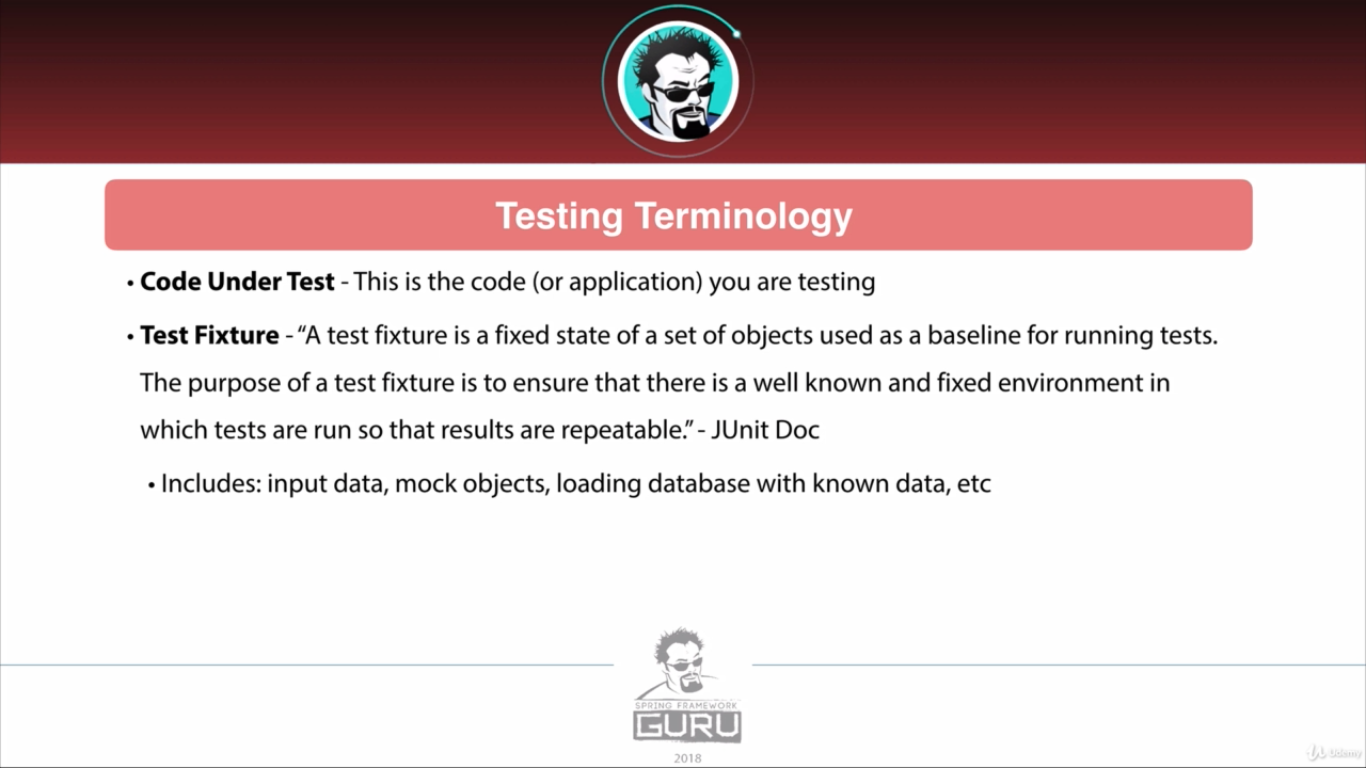 Testing Terminology
• Code Under Test - This is the code (or application) you are testing
• Test Fixture - “A test fixture is a fixed state of a set of objects used as a baseline for running tests.
The purpose of a test fixture is to ensure that there is a well known and fixed environment in
which tests are run so that results are repeatable.” - JUnit Doc
• Includes: input data, mock objects, loading database with known data, etc
SPRING FRAMEWORK
GURU
2018
Udemy